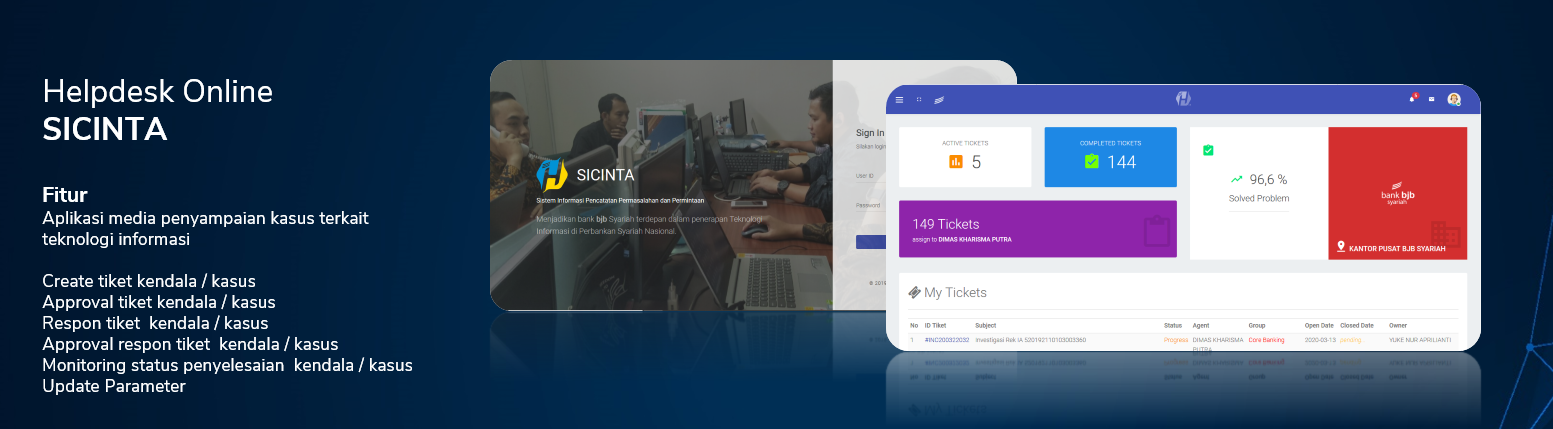 Helpdesk Online
SICINTA
Fitur
Aplikasi media penyampaian kasus terkait
teknologi informasi
Create tiket kendala / kasus
Approval tiket kendala / kasus
Respon tiket kendala / kasus
Approval respon tiket kendala / kasus
Monitoring status penyelesaian kendala / kasus
Update Parameter
SICINTA
Sistem Informasi Pencatatan Permasalahan dan Permintaan
Menjadikan bank bjb Syariah terdepan dalam penerapan Teknologi
Informasi di Perbankan Syariah Nasional.
Sign In
Silakan login
User ID
Password
© 2019
ACTIVE TICKETS
5
COMPLETED TICKETS
144
149 Tickets
assign to DIMAS KHARISMA PUTRA
96,6 %
Solved Problem
bank bjb
syariah
KANTOR PUSAT BJB SYARIAH
My Tickets
No ID Tiket Subject Status Agent Group Open Date Closed Date Owner
1 #INC200322032 Investigasi Rek IA 520192110103003360 Progress DIMAS KHARISMA Core Banking 2020-03-13 pending.. YUKE NUR APRILIANTI
PUTRA